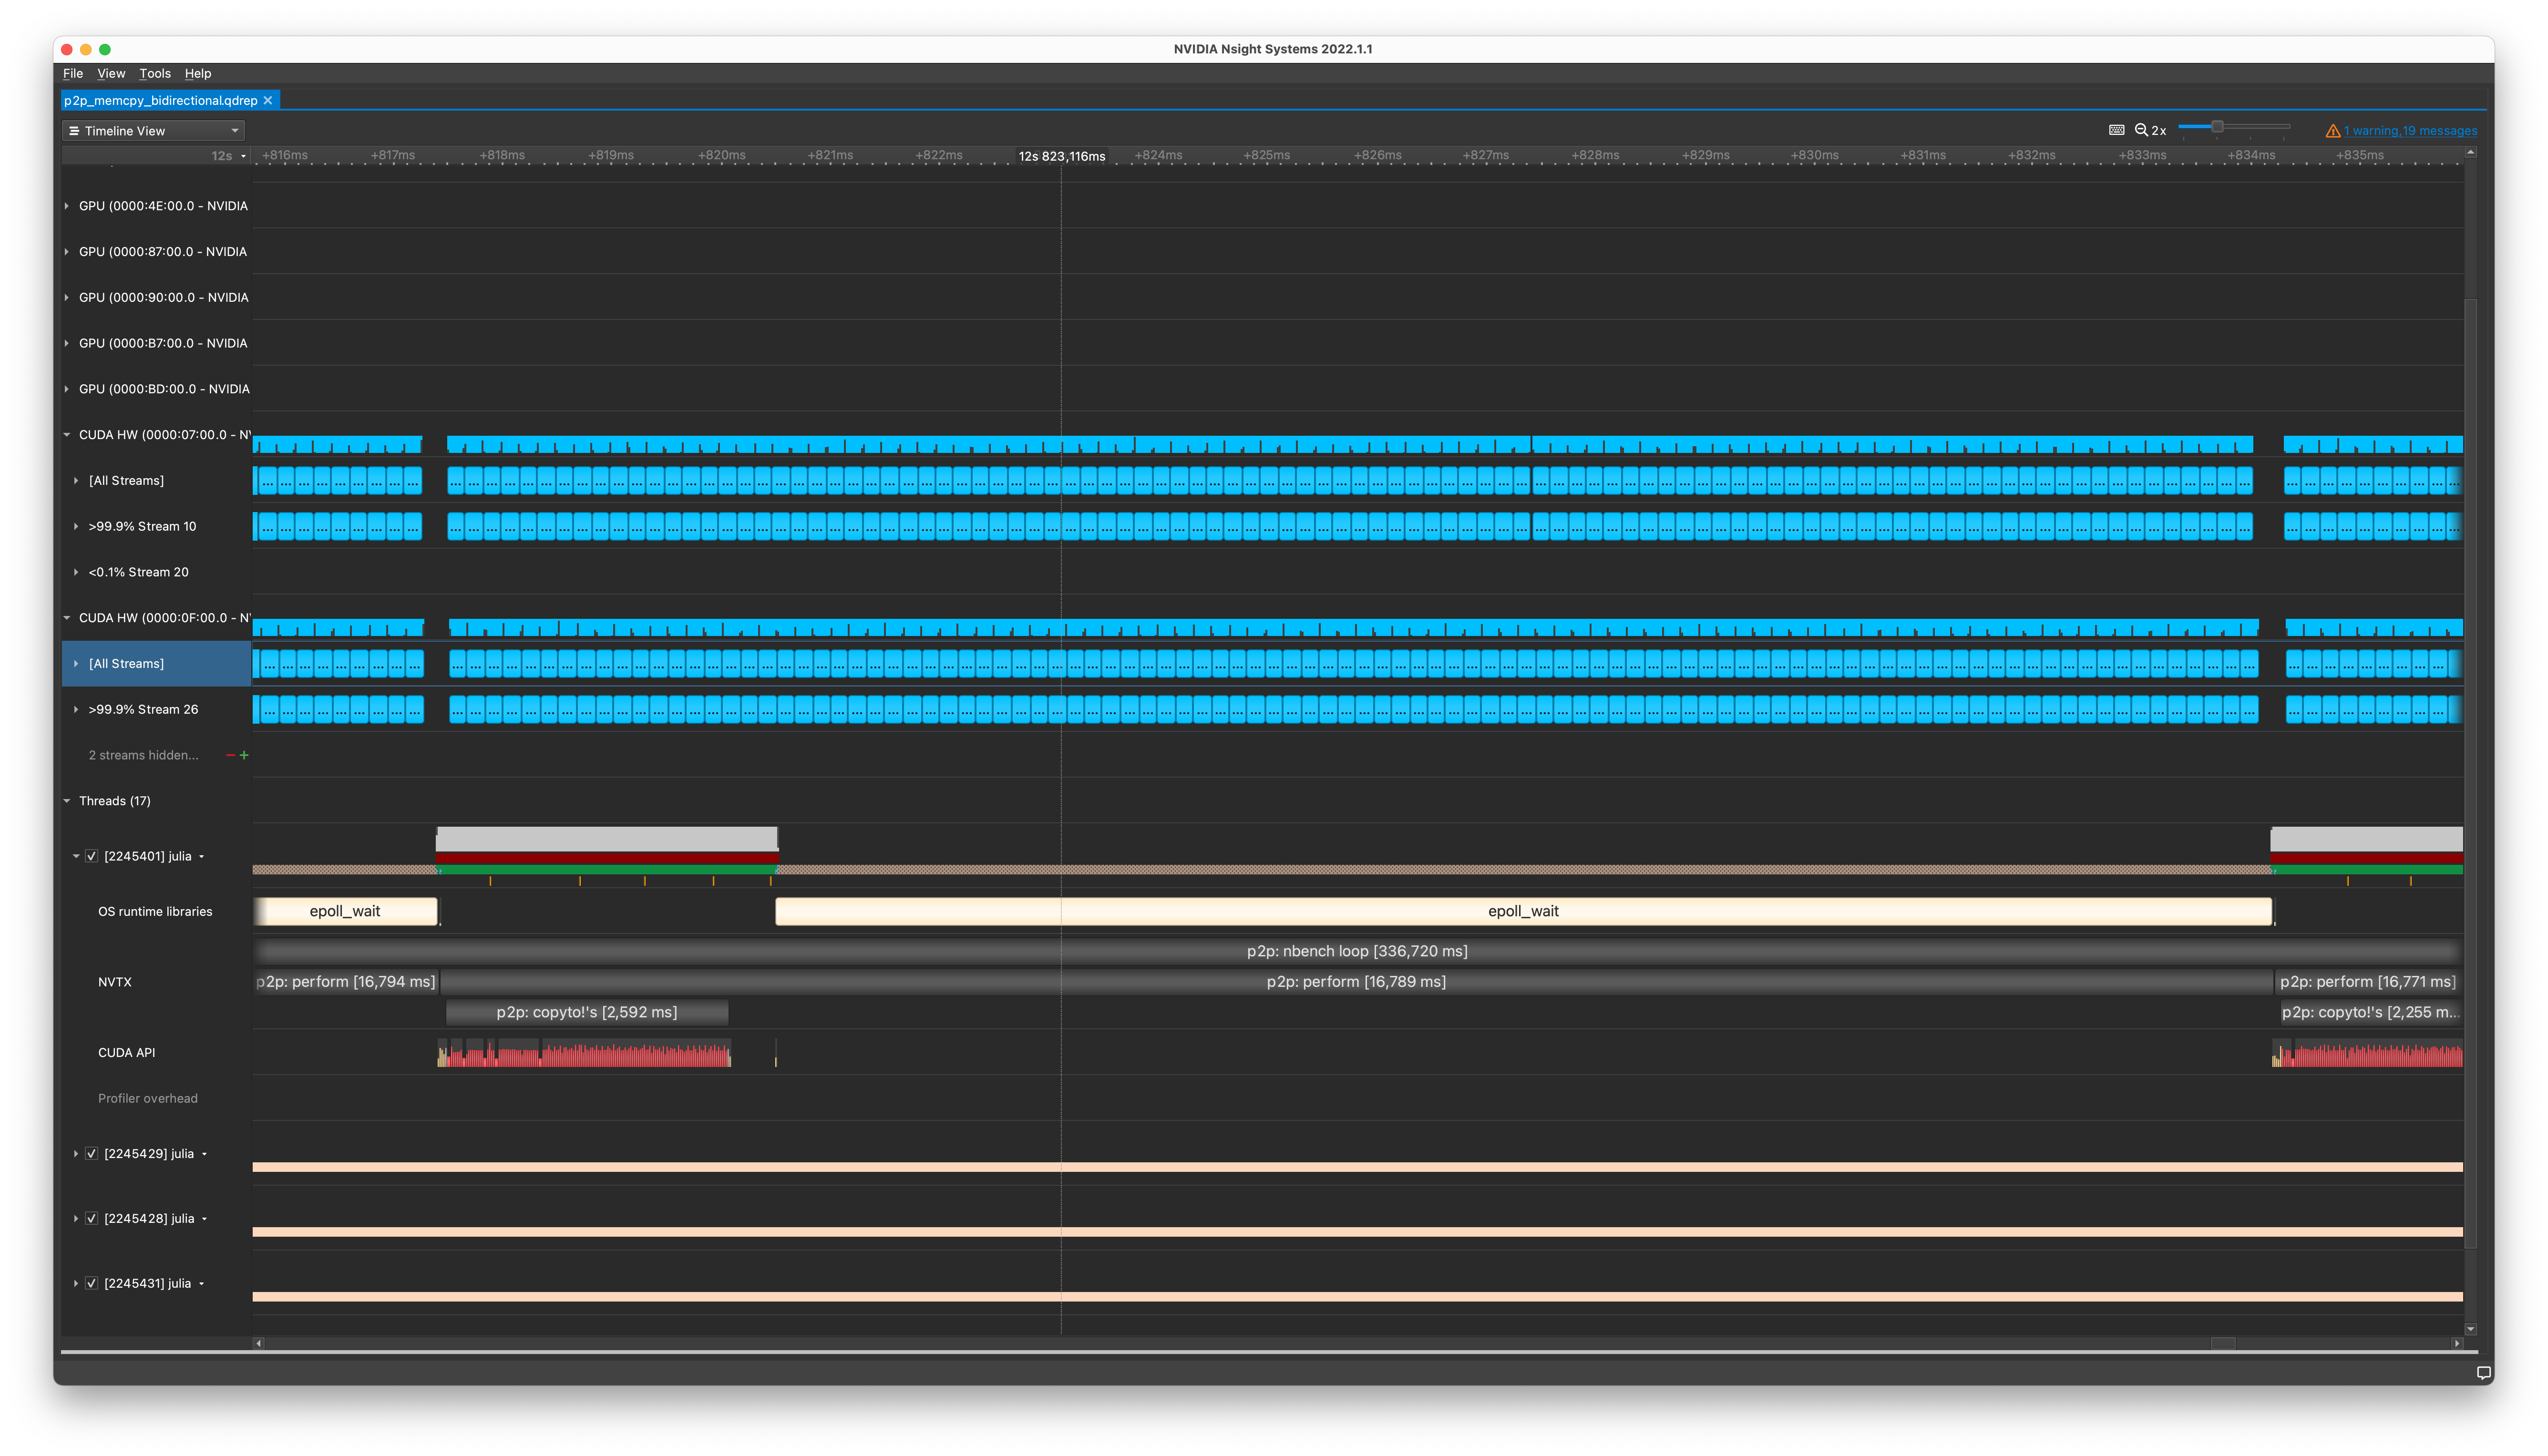 NVIDIA Nsight Systems 2022.1.1
File View Tools Help
p2p_memcpy_bidirectional.qdrep
Timeline View
2x
1 warning,19 messages
12s
+816ms +817ms +818ms +819ms +820ms +821ms +822ms 12s 823,116ms +824ms +825ms +826ms +827ms +828ms +829ms +830ms +831ms +832ms +833ms +834ms +835ms
GPU (0000:4E:00.0 - NVIDIA
GPU (0000:87:00.0 - NVIDIA
GPU (0000:90:00.0 - NVIDIA
GPU (0000:B7:00.0 - NVIDIA
GPU (0000:BD:00.0 - NVIDIA
CUDA HW (0000:07:00.0 - NV
[All Streams]
>99.9% Stream 10
<0.1% Stream 20
CUDA HW (0000:0F:00.0 - NV
[All Streams]
>99.9% Stream 26
2 streams hidden...
Threads (17)
[2245401] julia
OS runtime libraries
epoll_wait epoll_wait
p2p: nbench loop [336,720 ms]
NVTX
p2p: perform [16,794 ms] p2p: perform [16,789 ms] p2p: perform [16,771 ms]
p2p: copyto!'s [2,592 ms] p2p: copyto!'s [2,255 m...
CUDA API
Profiler overhead
[2245429] julia
[2245428] julia
[2245431] julia